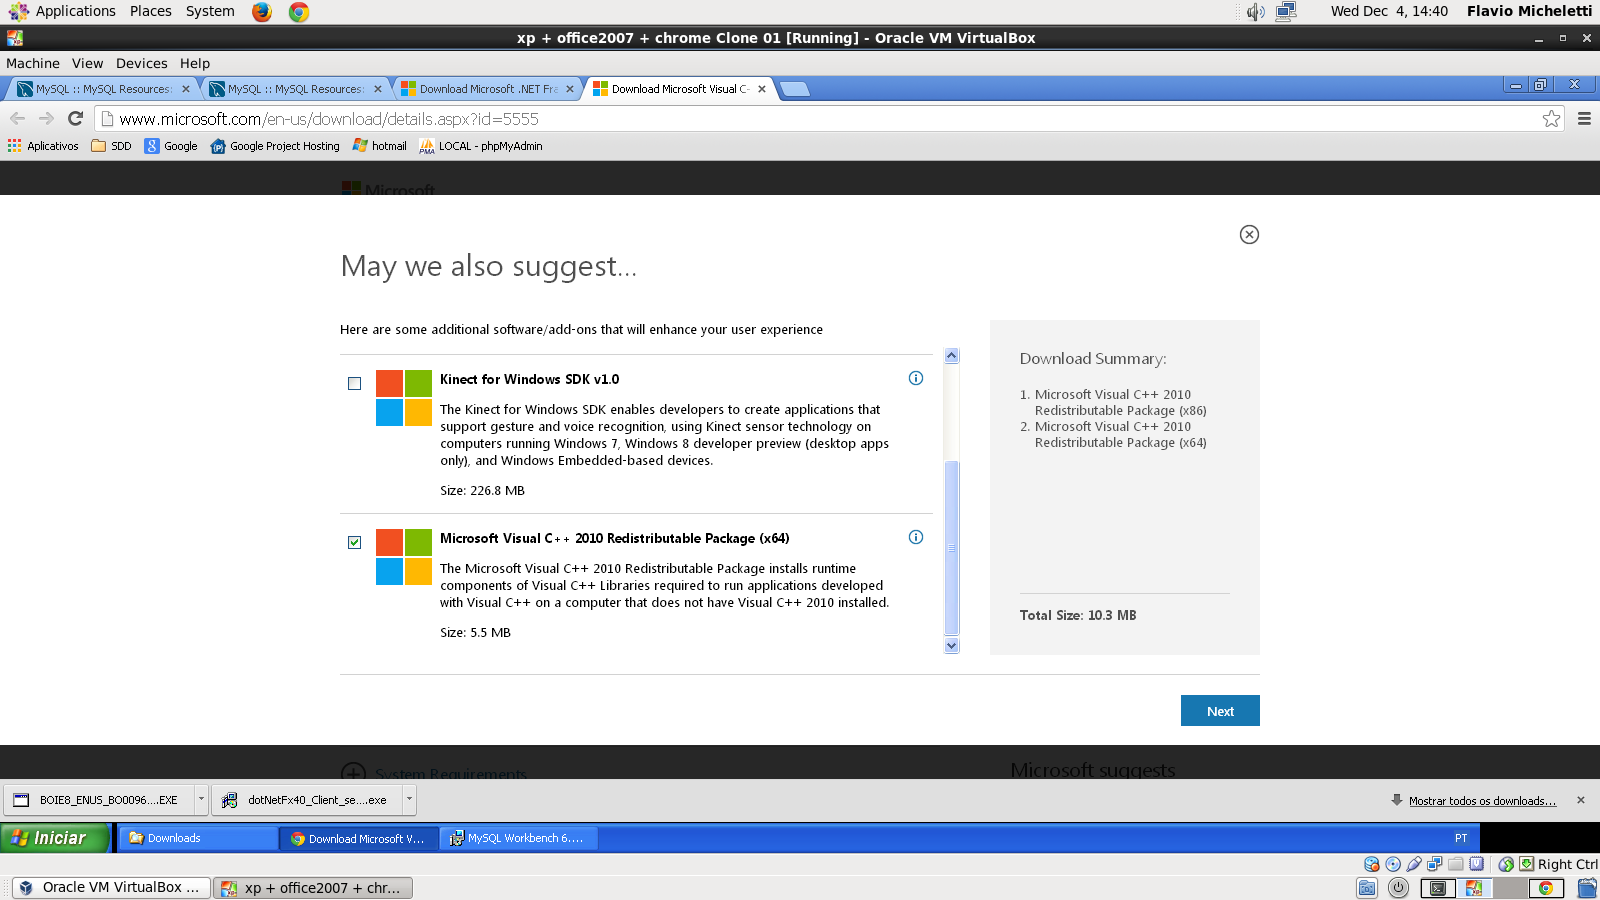 Applications Places System
Wed Dec 4, 14:40 Flavio Micheletti
xp + office2007 + chrome Clone 01 [Running] - Oracle VM VirtualBox
Machine View Devices Help
MySQL :: MySQL Resources:
MySQL :: MySQL Resources:
Download Microsoft .NET Fra
Download Microsoft Visual C-
www.microsoft.com/en-us/download/details.aspx?id=5555
Aplicativos SDD Google Google Project Hosting hotmail LOCAL - phpMyAdmin
Microsoft
May we also suggest...
Here are some additional software/add-ons that will enhance your user experience
Kinect for Windows SDK v1.0
The Kinect for Windows SDK enables developers to create applications that
support gesture and voice recognition, using Kinect sensor technology on
computers running Windows 7, Windows 8 developer preview (desktop apps
only), and Windows Embedded-based devices.
Size: 226.8 MB
Microsoft Visual C++ 2010 Redistributable Package (x64)
The Microsoft Visual C++ 2010 Redistributable Package installs runtime
components of Visual C++ Libraries required to run applications developed
with Visual C++ on a computer that does not have Visual C++ 2010 installed.
Size: 5.5 MB
Download Summary:
1. Microsoft Visual C++ 2010
Redistributable Package (x86)
2. Microsoft Visual C++ 2010
Redistributable Package (x64)
Total Size: 10.3 MB
Next
System Requirements
Microsoft suggests
BOIE8_ENUS_BO0096....EXE
dotNetFx40_Client_se....exe
Mostrar todos os downloads...
Iniciar
Downloads
Download Microsoft V...
MySQL Workbench 6....
PT
Right Ctrl
Oracle VM VirtualBox ...
xp + office2007 + chr...